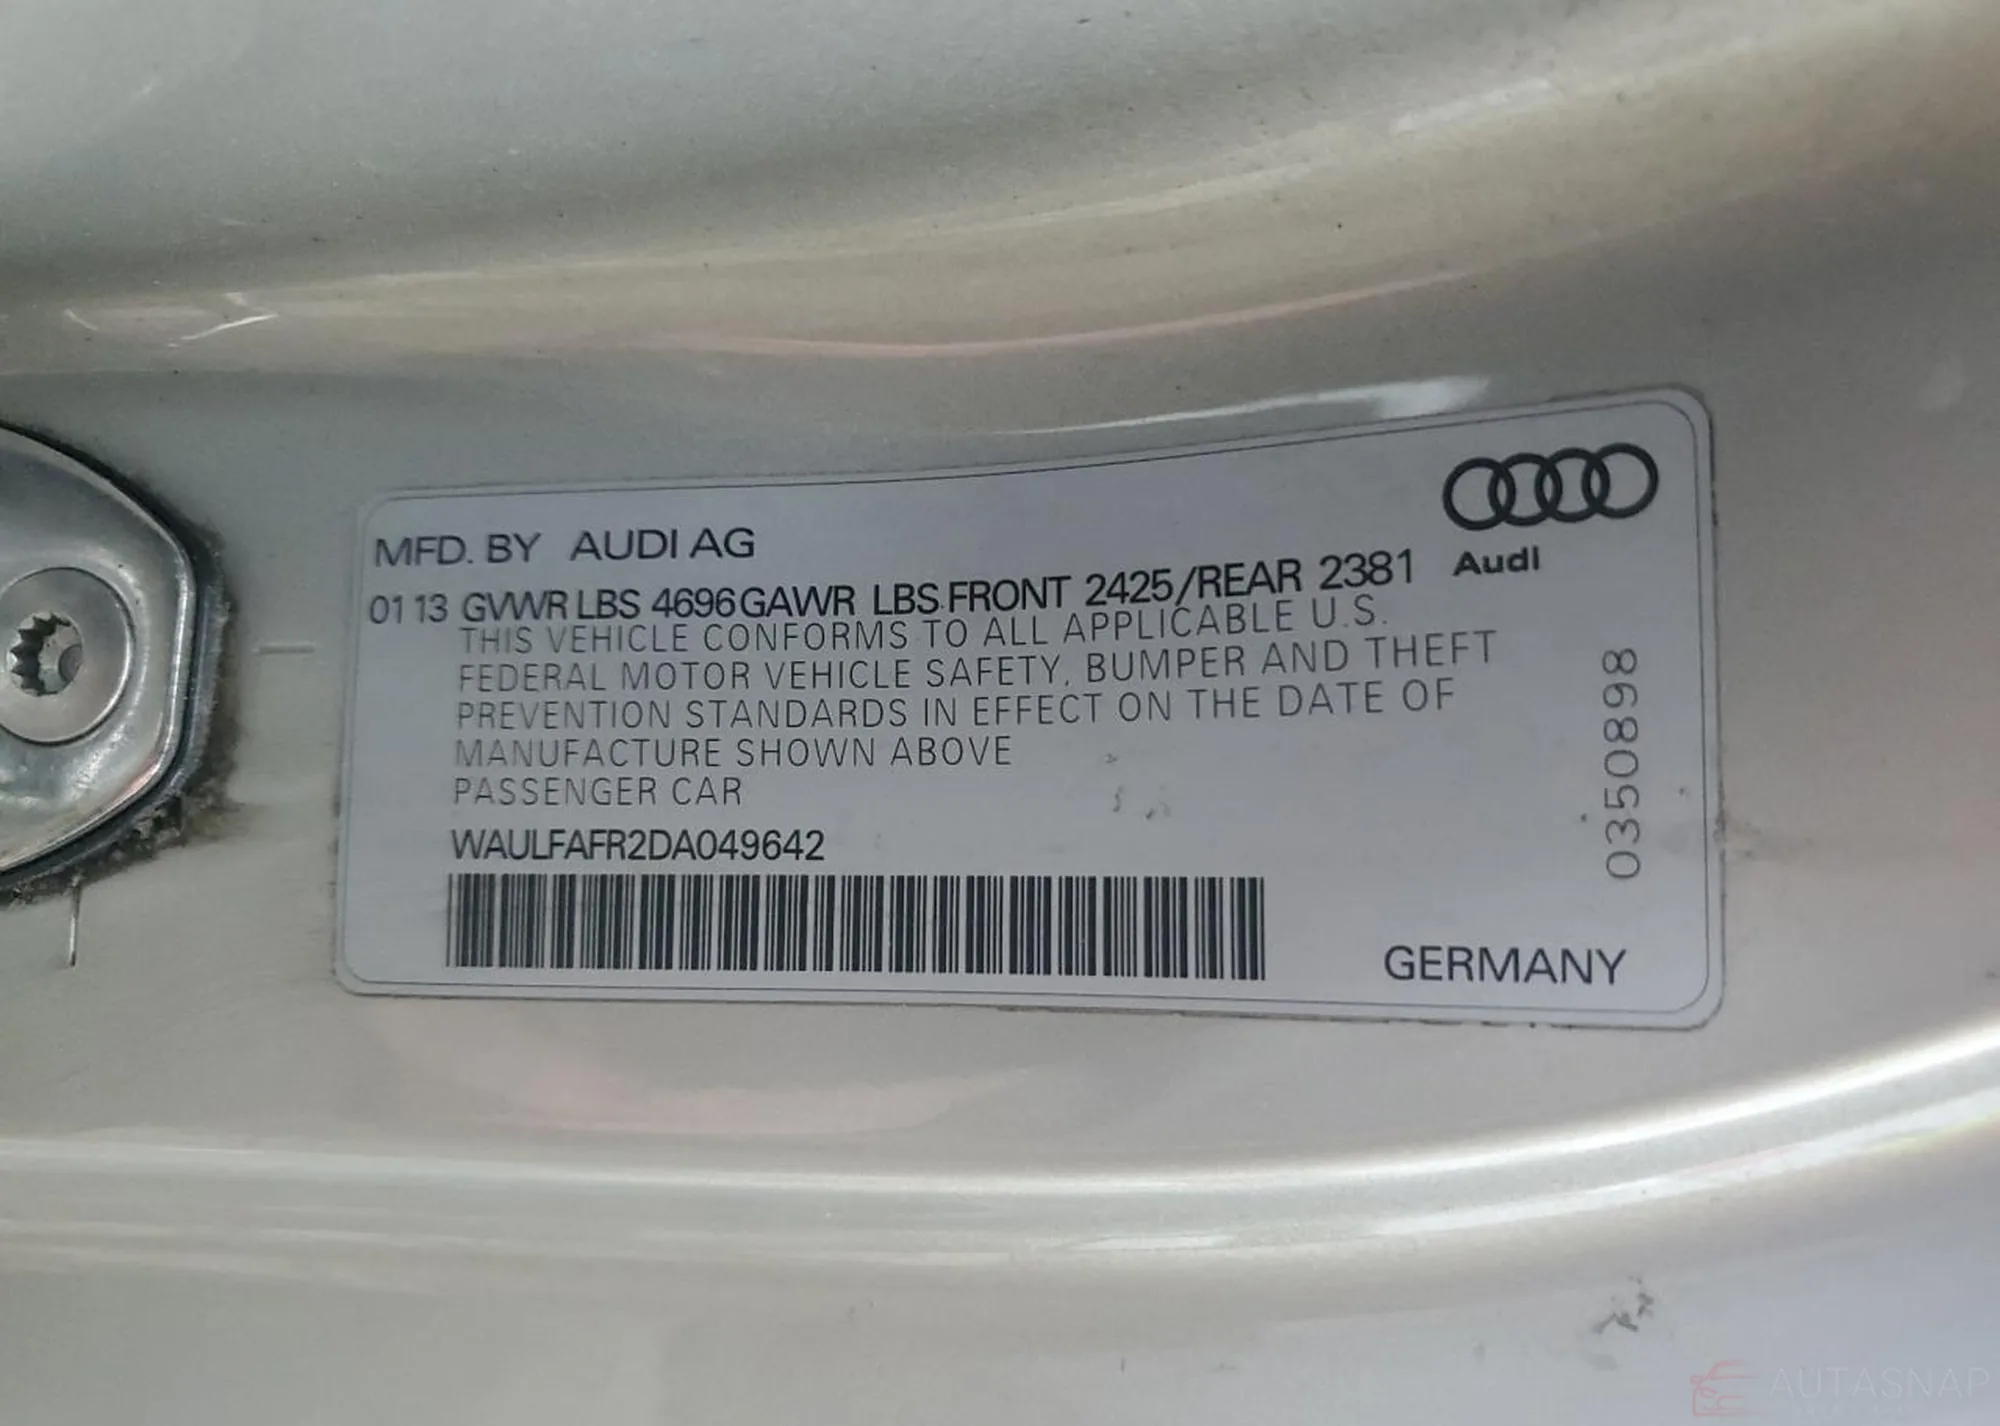 MFD. BY AUDI AG
01 13 GVWR LBS 4696 GAWR LBS. FRONT 2425/REAR 2381
Audi
THIS VEHICLE CONFORMS TO ALL APPLICABLE U.S.
FEDERAL MOTOR VEHICLE SAFETY, BUMPER AND THEFT
PREVENTION STANDARDS IN EFFECT ON THE DATE OF
MANUFACTURE SHOWN ABOVE
PASSENGER CAR
WAULFAFR2DA049642
0350898
GERMANY
AUTASNAP